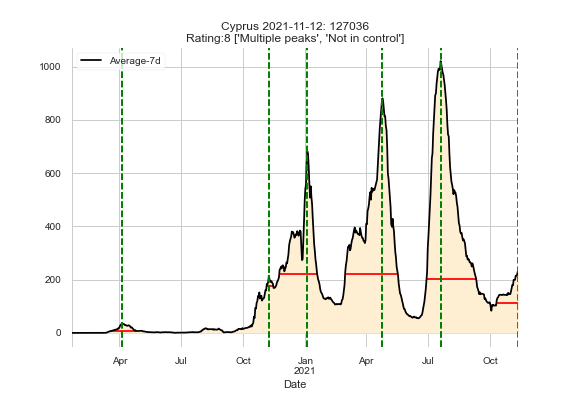 Cyprus 2021-11-12: 127036
Rating:8 ['Multiple peaks', 'Not in control']
Average-7d
1000
800
600
400
200
0
Apr Jul Oct Jan Apr Jul Oct
2021
Date